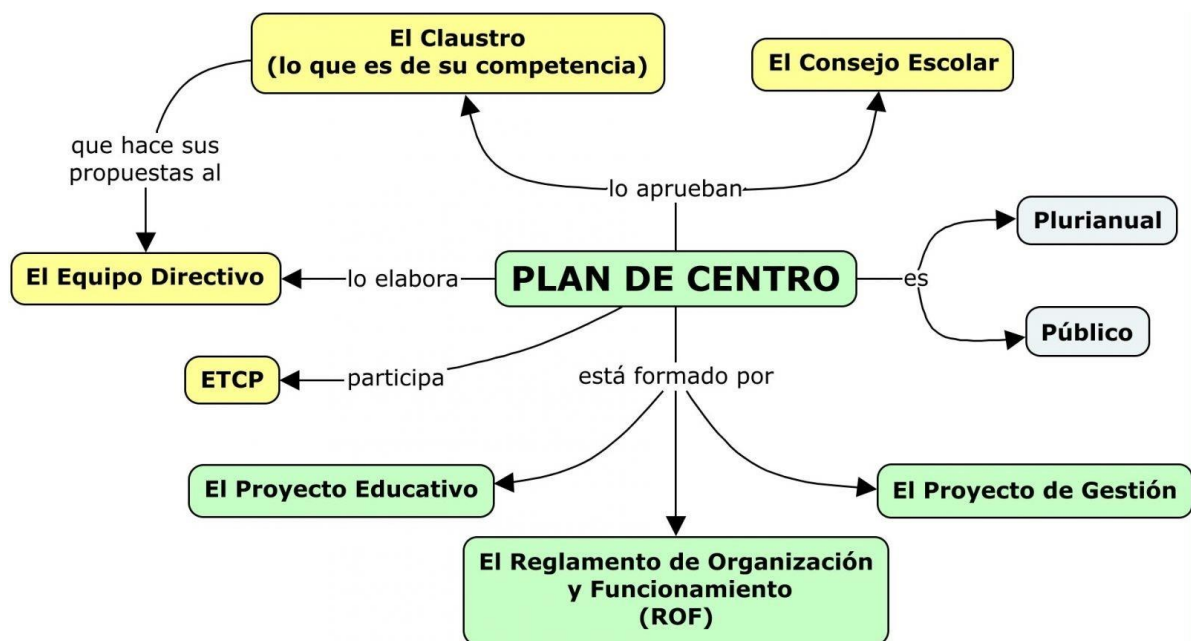 El Claustro
(lo que es de su competencia)
El Consejo Escolar
que hace sus
propuestas al
lo aprueban
Plurianual
El Equipo Directivo
lo elabora
PLAN DE CENTRO
es
Público
ETCP
participa
está formado por
El Proyecto Educativo
El Proyecto de Gestión
El Reglamento de Organización
y Funcionamiento
(ROF)